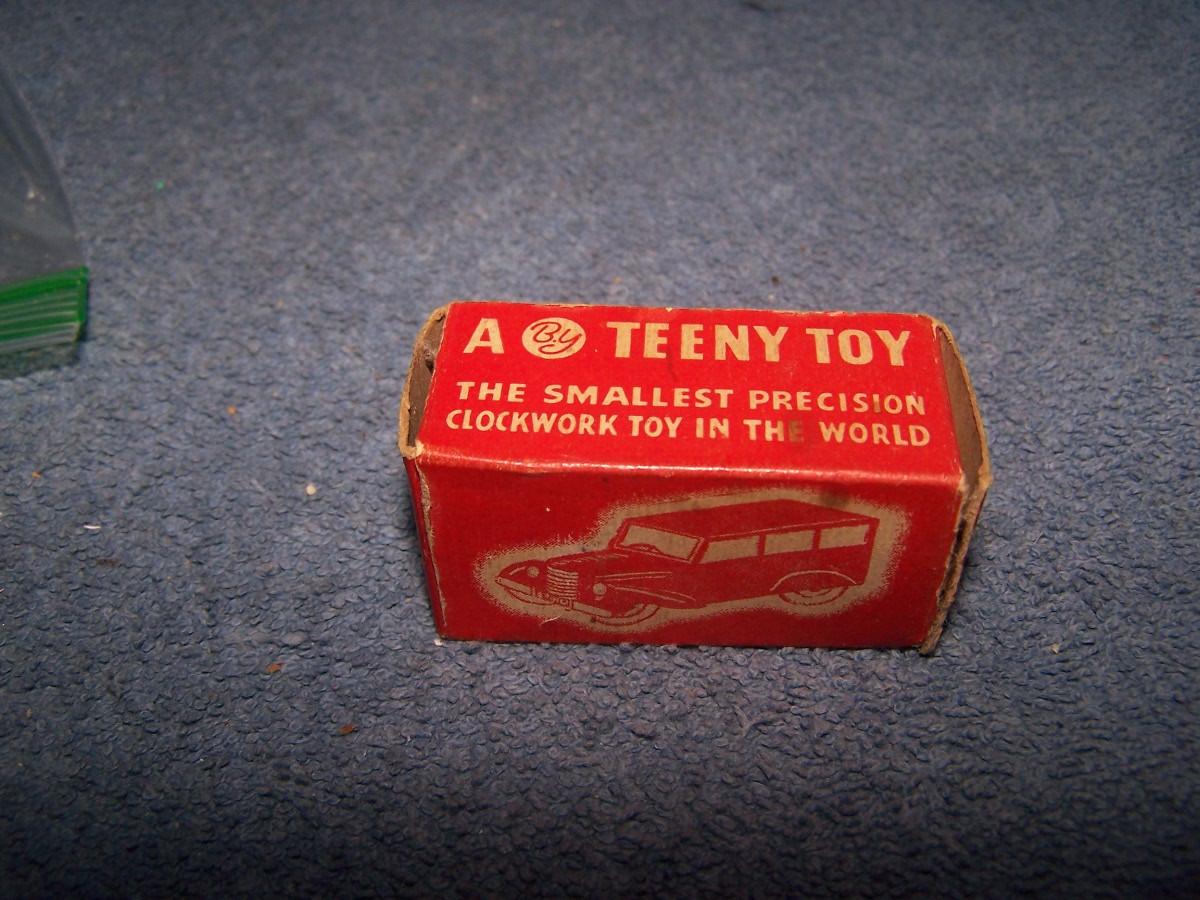 A B.y TEENY TOY
THE SMALLEST PRECISION
CLOCKWORK TOY IN THE WORLD